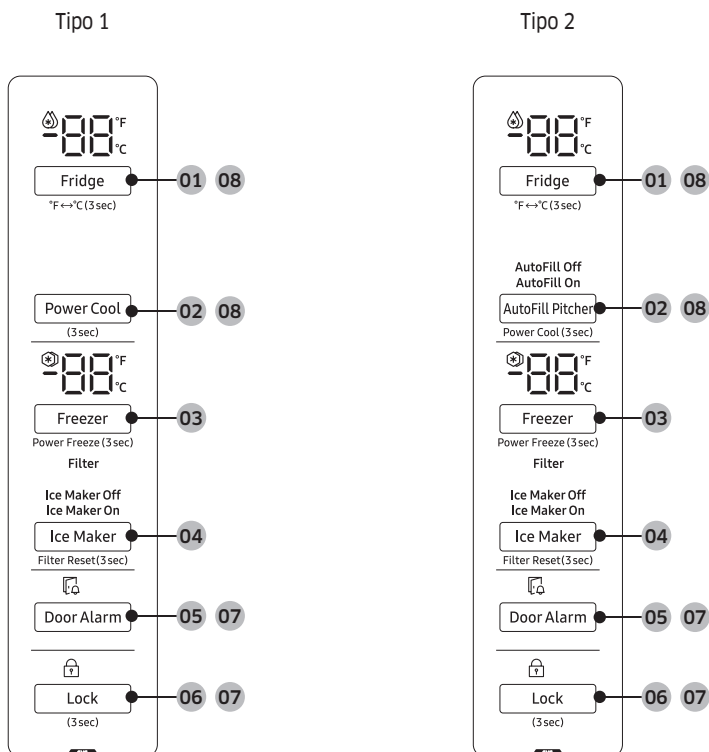 Tipo 1
°F
°C
Fridge
01 08
°F↔°C (3 sec)
Power Cool
02 08
(3 sec)
°F
°C
Freezer
03
Power Freeze (3 sec)
Filter
Ice Maker Off
Ice Maker On
Ice Maker
04
Filter Reset (3 sec)
Door Alarm
05 07
Lock
06 07
(3 sec)
Tipo 2
°F
°C
Fridge
01 08
°F↔°C (3 sec)
AutoFill Off
AutoFill On
AutoFill Pitcher
02 08
Power Cool (3 sec)
°F
°C
Freezer
03
Power Freeze (3 sec)
Filter
Ice Maker Off
Ice Maker On
Ice Maker
04
Filter Reset (3 sec)
Door Alarm
05 07
Lock
06 07
(3 sec)